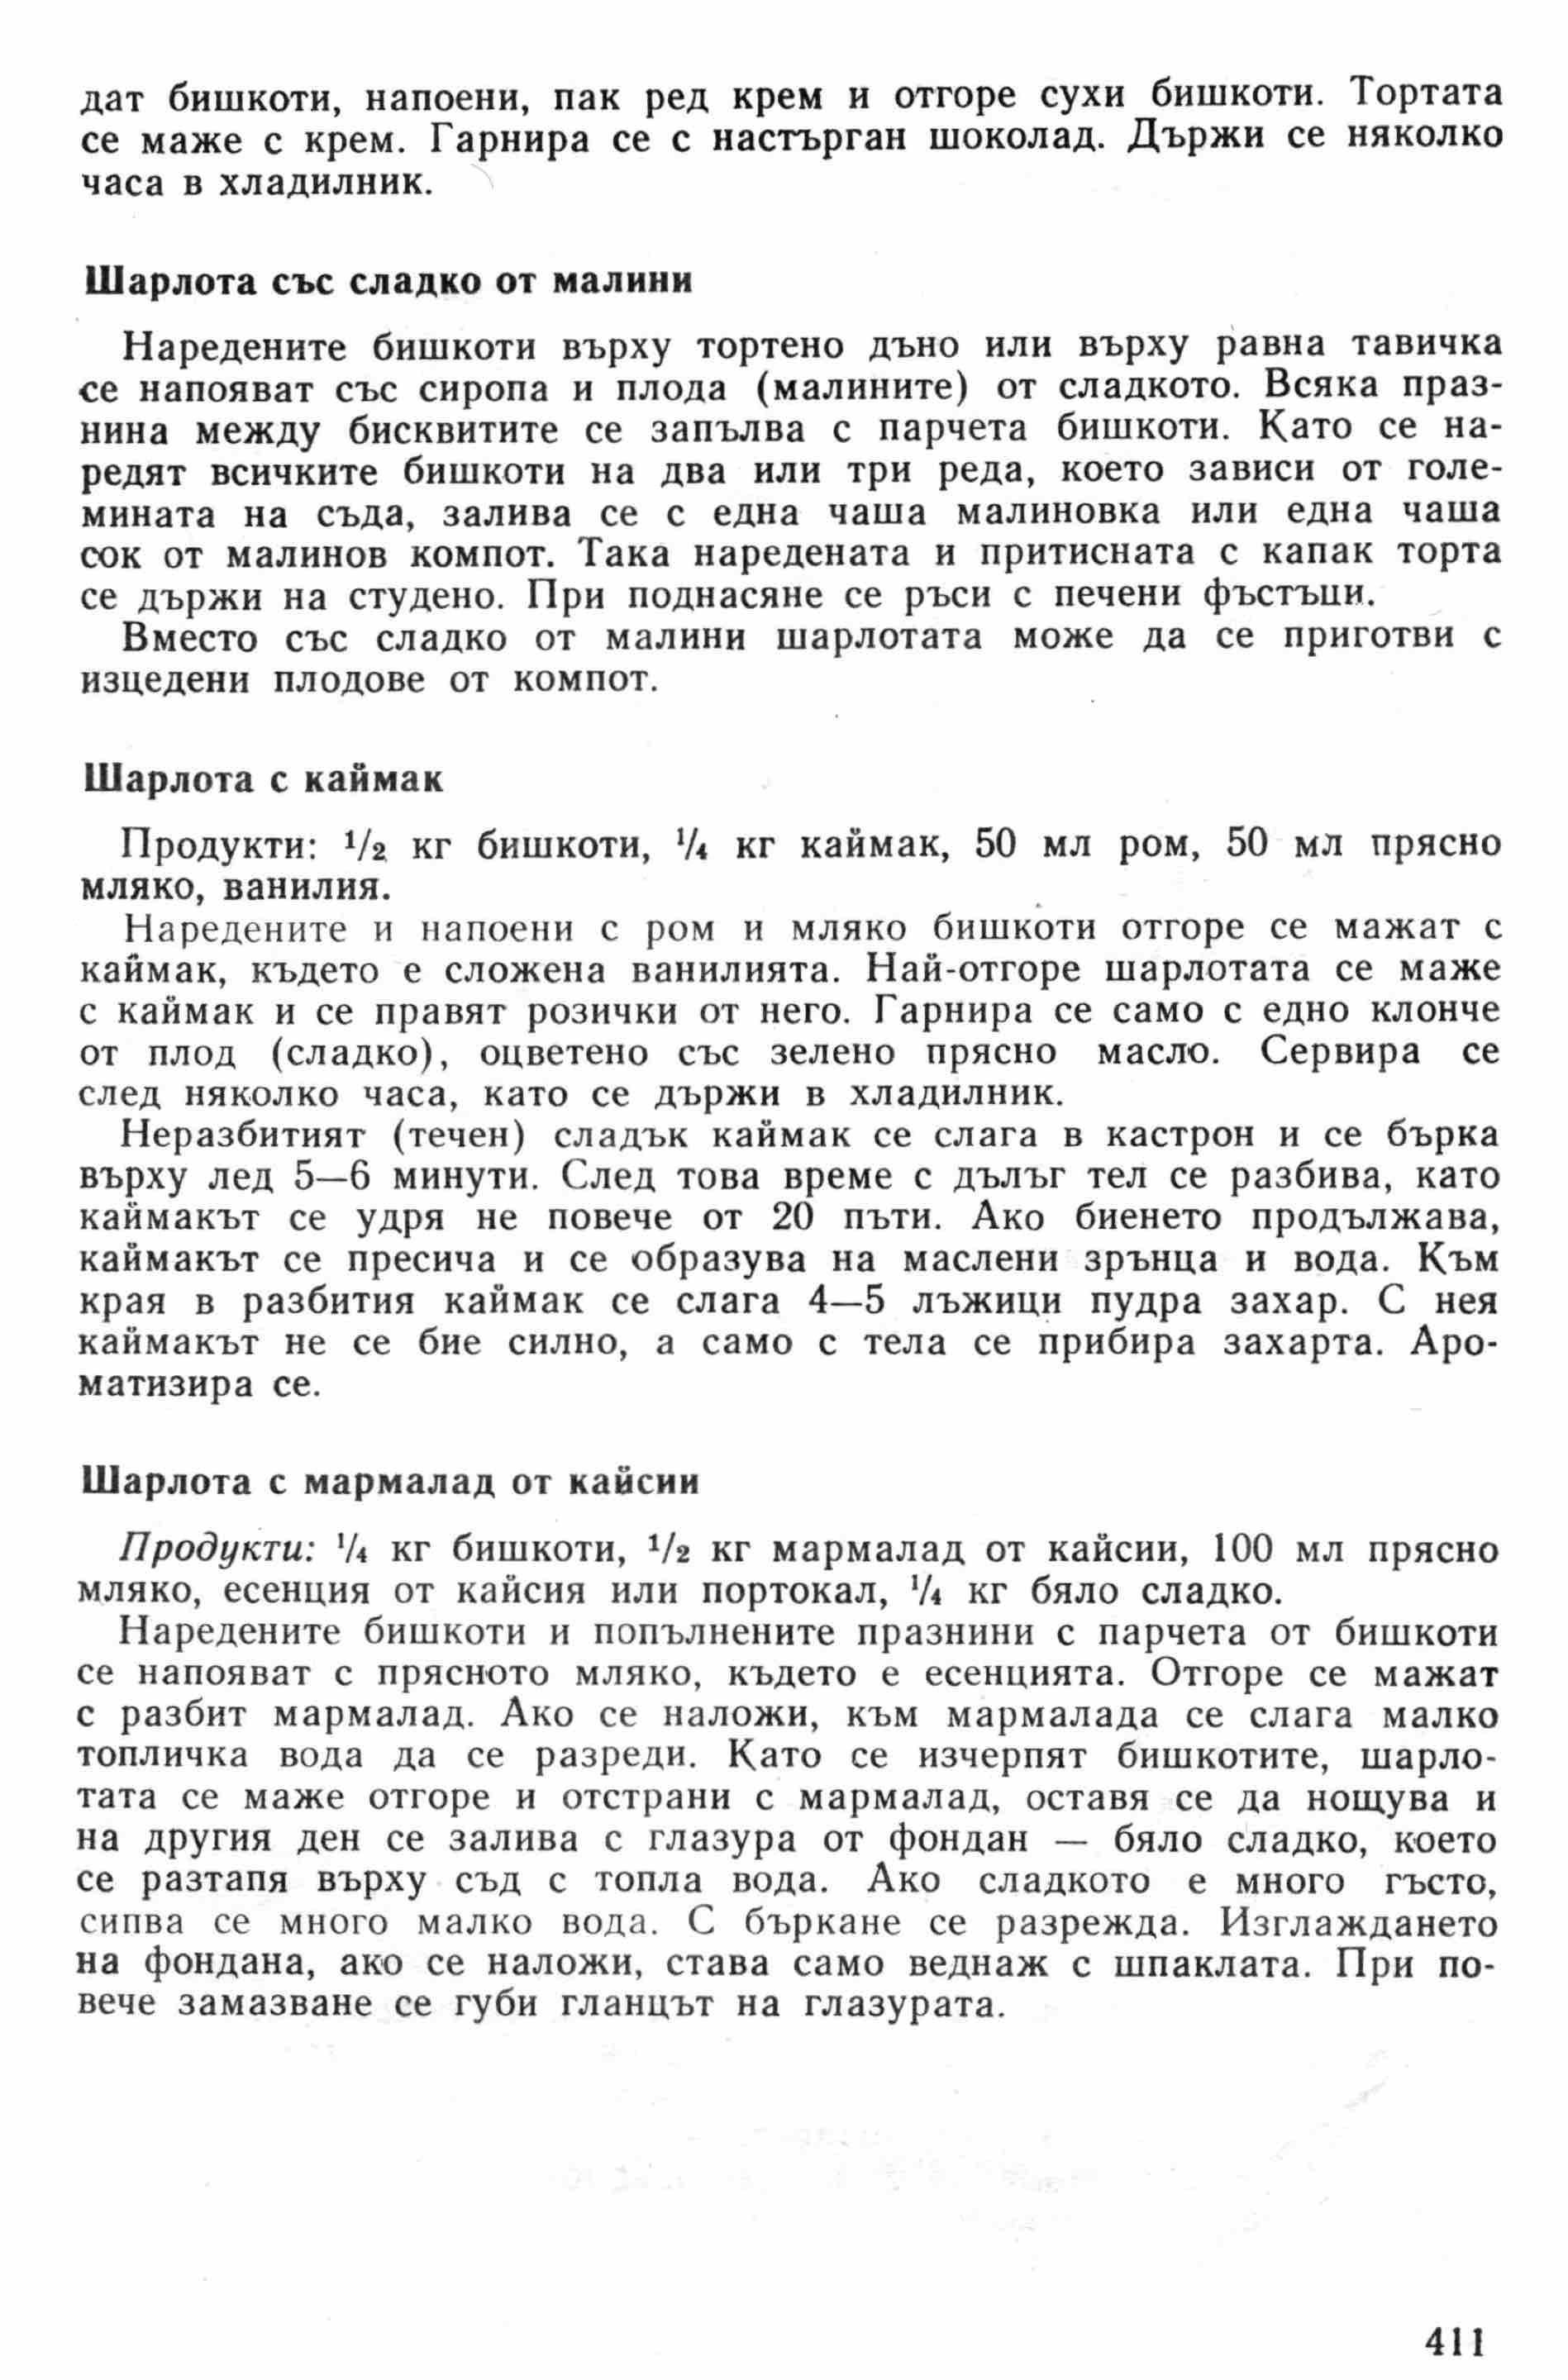 дат бишкоти, напоени, пак ред крем и отгоре сухи бишкоти. Тортата
се маже с крем. Гарнира се с настърган шоколад. Държи се няколко
часа в хладилник.
Шарлота със сладко от малини
Наредените бишкоти върху тортено дъно или върху равна тавичка
се напояват със сиропа и плода (малините) от сладкото. Всяка праз-
нина между бисквитите се запълва с парчета бишкоти. Като се на-
редят всичките бишкоти на два или три реда, което зависи от голе-
мината на съда, залива се с една чаша малиновка или една чаша
сок от малинов компот. Така наредената и притисната с капак торта
се държи на студено. При поднасяне се ръси с печени фъстъци.
Вместо със сладко от малини шарлотата може да се приготви с
изцедени плодове от компот.
Шарлота с каймак
Продукти: 1/2 кг бишкоти, 1/4 кг каймак, 50 мл ром, 50 мл прясно
мляко, ванилия.
Наредените и напоени с ром и мляко бишкоти отгоре се мажат с
каймак, където е сложена ванилията. Най-отгоре шарлотата се маже
с каймак и се правят розички от него. Гарнира се само с едно клонче
от плод (сладко), оцветено със зелено прясно масло. Сервира се
след няколко часа, като се държи в хладилник.
Неразбитият (течен) сладък каймак се слага в кастрон и се бърка
върху лед 5—6 минути. След това време с дълъг тел се разбива, като
каймакът се удря не повече от 20 пъти. Ако биенето продължава,
каймакът се пресича и се образува на маслени зрънца и вода. Към
края в разбития каймак се слага 4—5 лъжици пудра захар. С нея
каймакът не се бие силно, а само с тела се прибира захарта. Аро-
матизира се.
Шарлота с мармалад от кайсии
Продукти: 1/4 кг бишкоти, 1/2 кг мармалад от кайсии, 100 мл прясно
мляко, есенция от кайсия или портокал, 1/4 кг бяло сладко.
Наредените бишкоти и попълнените празнини с парчета от бишкоти
се напояват с прясното мляко, където е есенцията. Отгоре се мажат
с разбит мармалад. Ако се наложи, към мармалада се слага малко
топличка вода да се разреди. Като се изчерпят бишкотите, шарло-
тата се маже отгоре и отстрани с мармалад, оставя се да нощува и
на другия ден се залива с глазура от фондан — бяло сладко, което
се разтапя върху съд с топла вода. Ако сладкото е много гъсто,
сипва се много малко вода. С бъркане се разрежда. Изглаждането
на фондана, ако се наложи, става само веднаж с шпаклата. При по-
вече замазване се губи гланцът на глазурата.
411